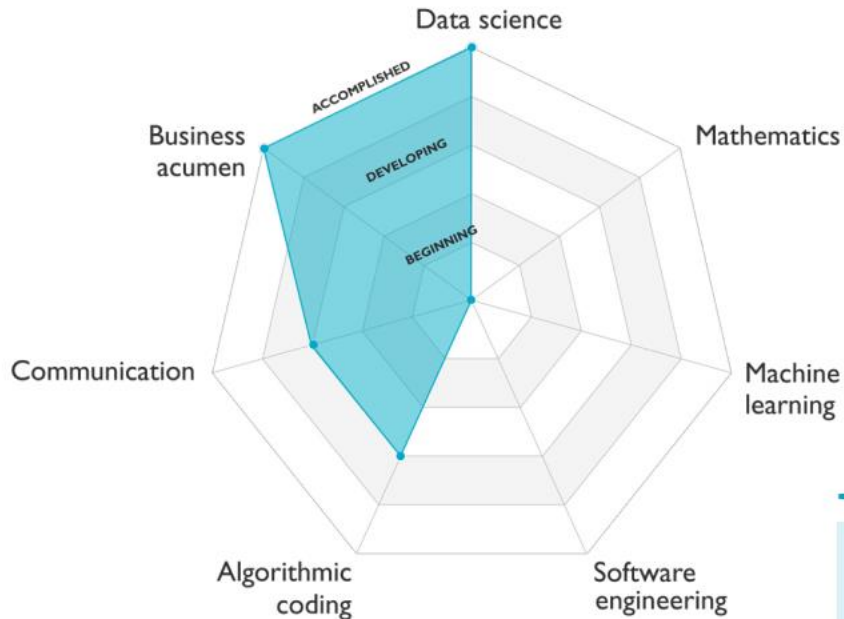 Data science
ACCOMPLISHED
Business
acumen
Mathematics
DEVELOPING
BEGINNING
Communication
Machine
learning
Algorithmic
coding
Software
engineering